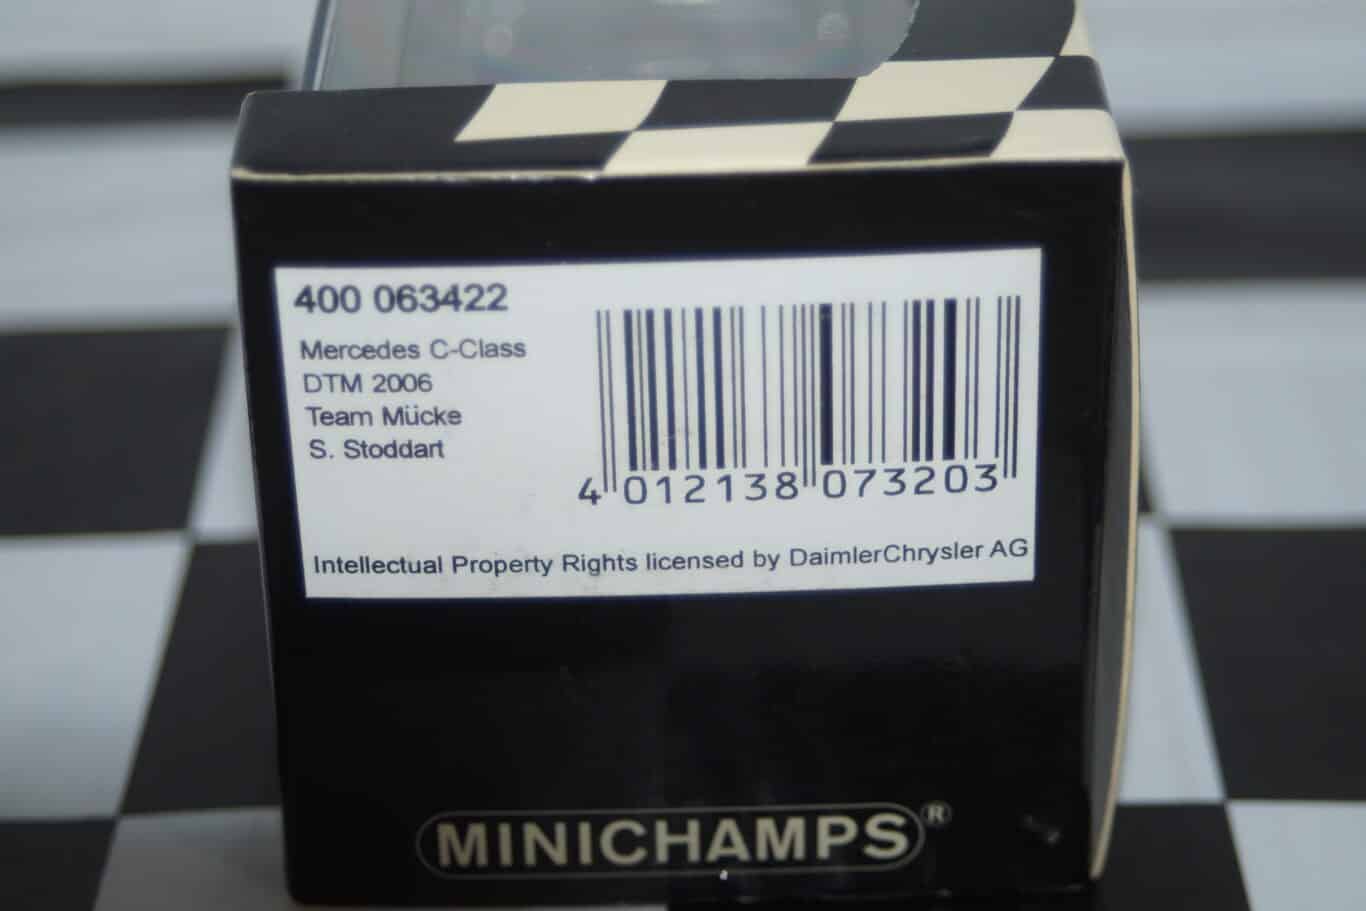 400 063422
Mercedes C-Class
DTM 2006
Team Mücke
S. Stoddart
4 012138 073203
Intellectual Property Rights licensed by DaimlerChrysler AG
MINICHAMPS®